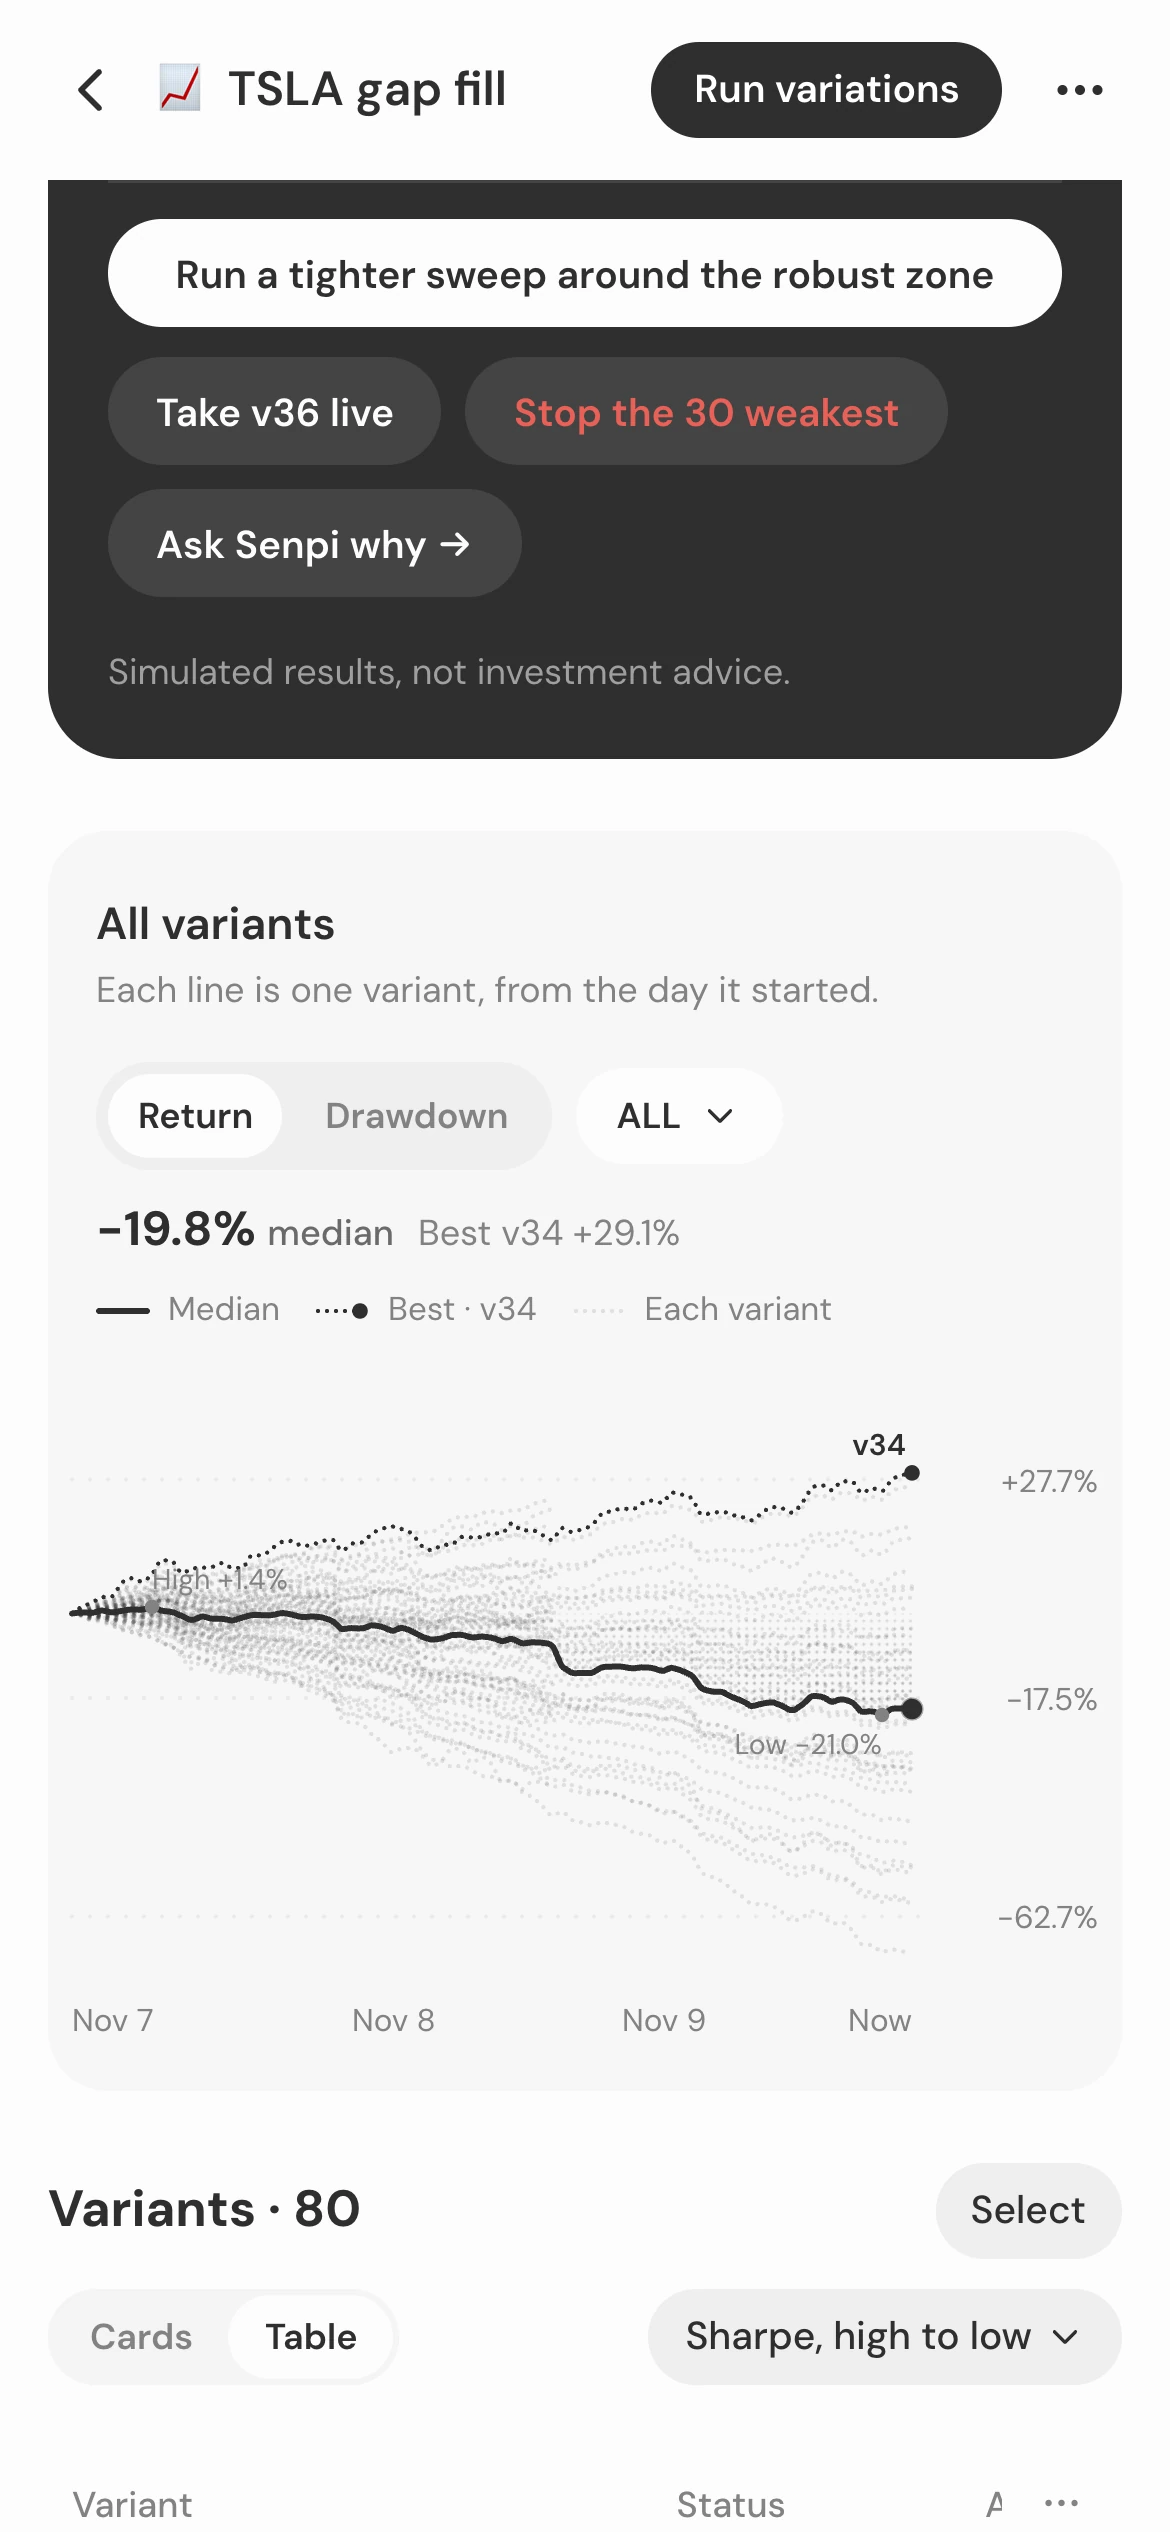 TSLA gap fill
Run variations
Run a tighter sweep around the robust zone
Take v36 live
Stop the 30 weakest
Ask Senpi why →
Simulated results, not investment advice.
All variants
Each line is one variant, from the day it started.
Return
Drawdown
ALL
-19.8% median Best v34 +29.1%
Median
Best · v34
Each variant
v34
+27.7%
High +1.4%
-17.5%
Low -21.0%
-62.7%
Nov 7
Nov 8
Nov 9
Now
Variants · 80
Select
Cards
Table
Sharpe, high to low
Variant
Status